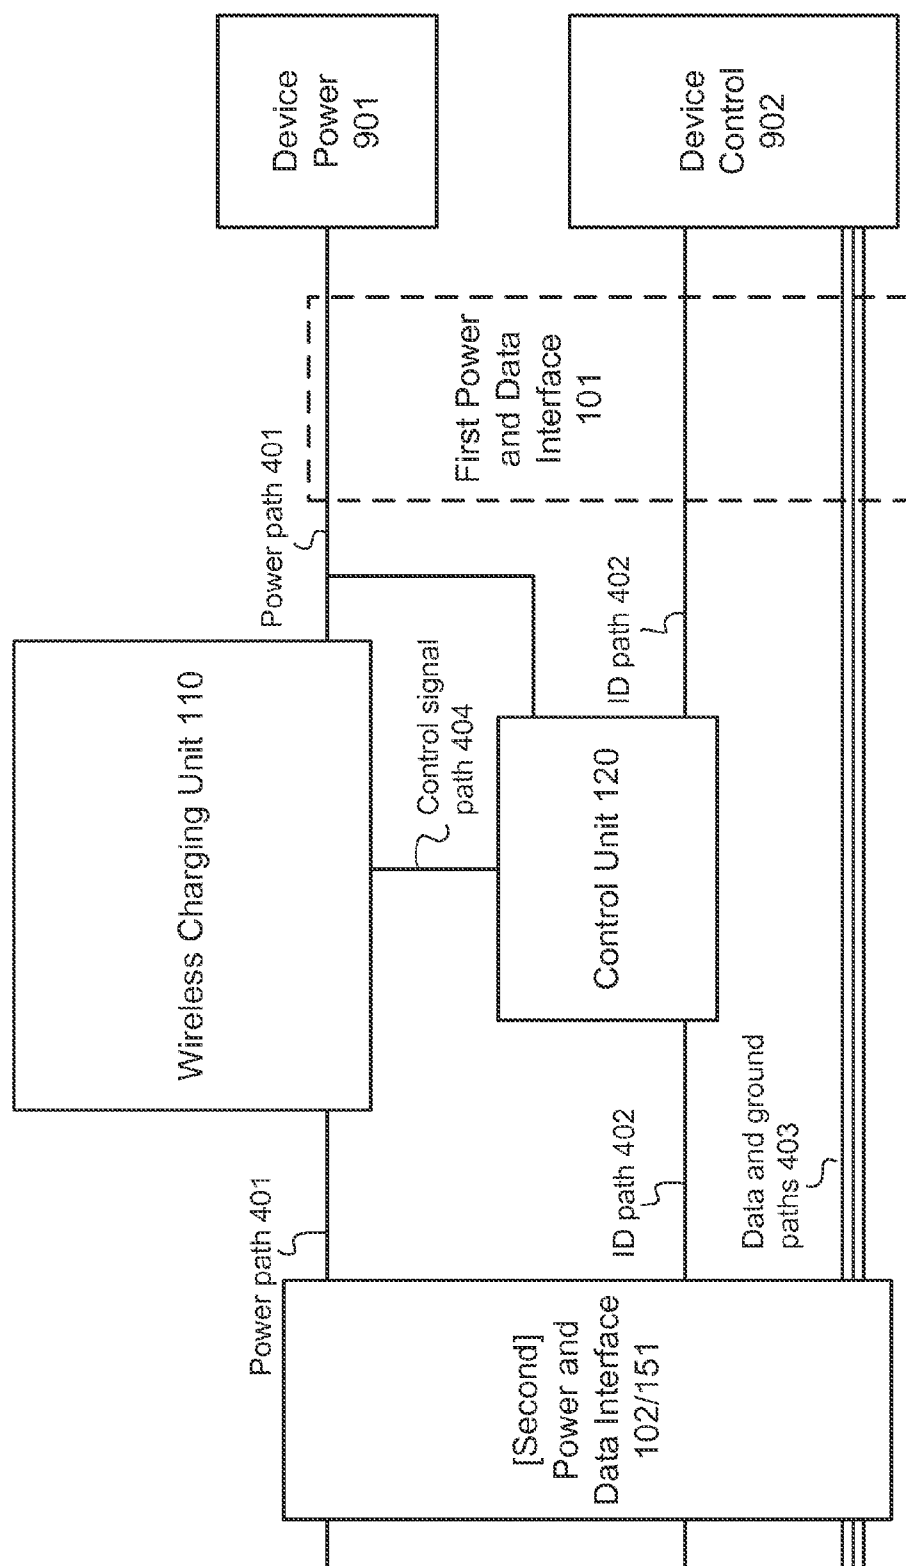 Wireless Charging Unit 110
Power path 401
Power path 401
Device
Power
901
Control signal
path 404
[Second]
Power and
Data Interface
102/151
ID path 402
Control Unit 120
ID path 402
First Power
and Data
Interface
101
Device
Control
902
Data and ground
paths 403